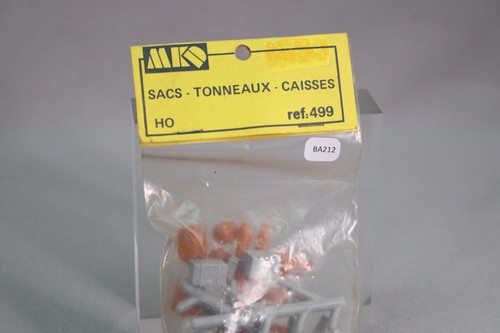 MKD
SACS - TONNEAUX - CAISSES
HO
ref. 499
BA212